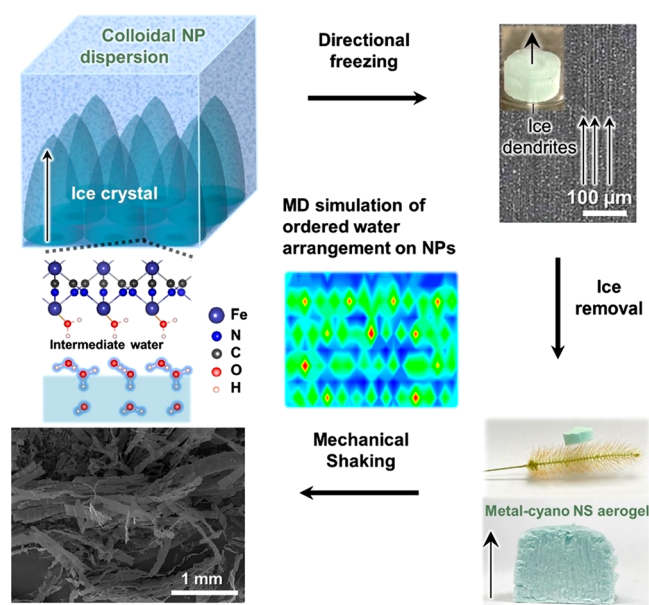 Colloidal NP
dispersion
Ice crystal
Directional
freezing
Ice
dendrites
100 μm
MD simulation of
ordered water
arrangement on NPs
Ice
removal
Fe
N
C
O
H
Intermediate water
Mechanical
Shaking
Metal-cyano NS aerogel
1 mm